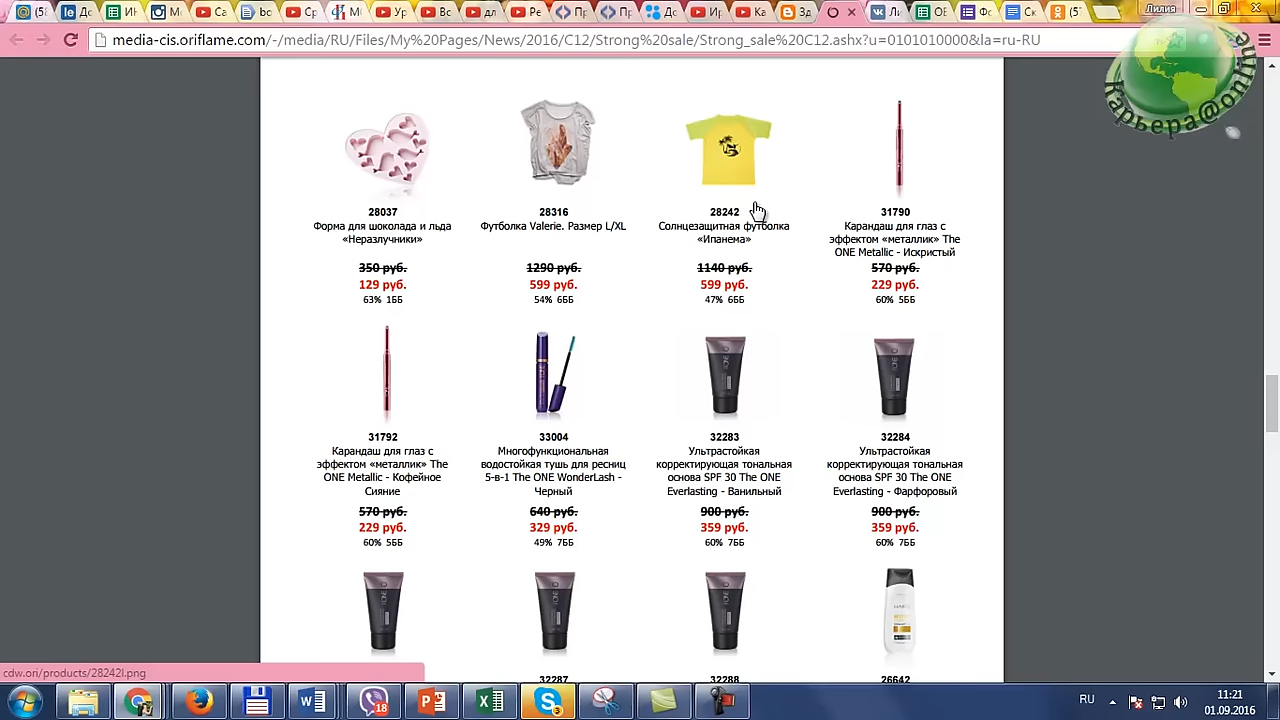 Лилия
media-cis.oriflame.com/-/media/RU/Files/My%20Pages/News/2016/C12/Strong%20sale/Strong_sale%20C12.ashx?u=0101010000&la=ru-RU
Карьера@online
28037
Форма для шоколада и льда
«Неразлучники»
350 руб.
129 руб.
63% 1ББ
28316
Футболка Valerie. Размер L/XL
1290 руб.
599 руб.
54% 6ББ
28242
Солнцезащитная футболка
«Ипанема»
1140 руб.
599 руб.
47% 6ББ
31790
Карандаш для глаз с
эффектом «металлик» The
ONE Metallic - Искристый
570 руб.
229 руб.
60% 5ББ
31792
Карандаш для глаз с
эффектом «металлик» The
ONE Metallic - Кофейное
Сияние
570 руб.
229 руб.
60% 5ББ
33004
Многофункциональная
водостойкая тушь для ресниц
5-в-1 The ONE WonderLash -
Черный
640 руб.
329 руб.
49% 7ББ
32283
Ультрастойкая
корректирующая тональная
основа SPF 30 The ONE
Everlasting - Ванильный
900 руб.
359 руб.
60% 7ББ
32284
Ультрастойкая
корректирующая тональная
основа SPF 30 The ONE
Everlasting - Фарфоровый
900 руб.
359 руб.
60% 7ББ
32287
32288
26642
cdw.on/products/28242l.png
18
3
RU
11:21
01.09.2016